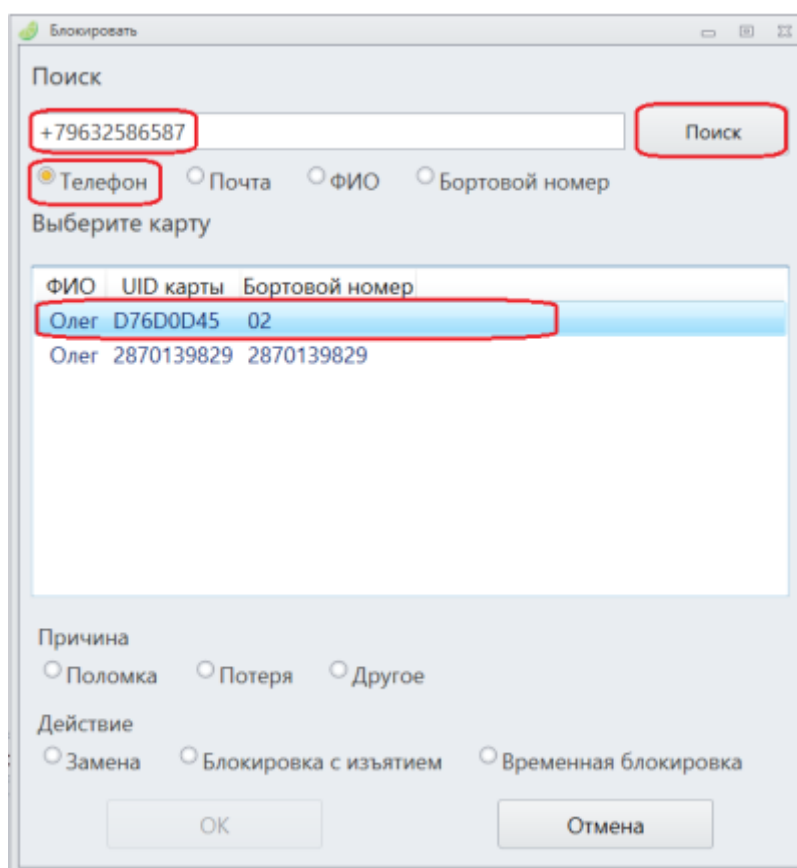 Блокировать
Поиск
+79632586587 Поиск
Телефон Почта ФИО Бортовой номер
Выберите карту
ФИО UID карты Бортовой номер
Олег D76D0D45 02
Олег 2870139829 2870139829
Причина
Поломка Потеря Другое
Действие
Замена Блокировка с изъятием Временная блокировка
ОК Отмена